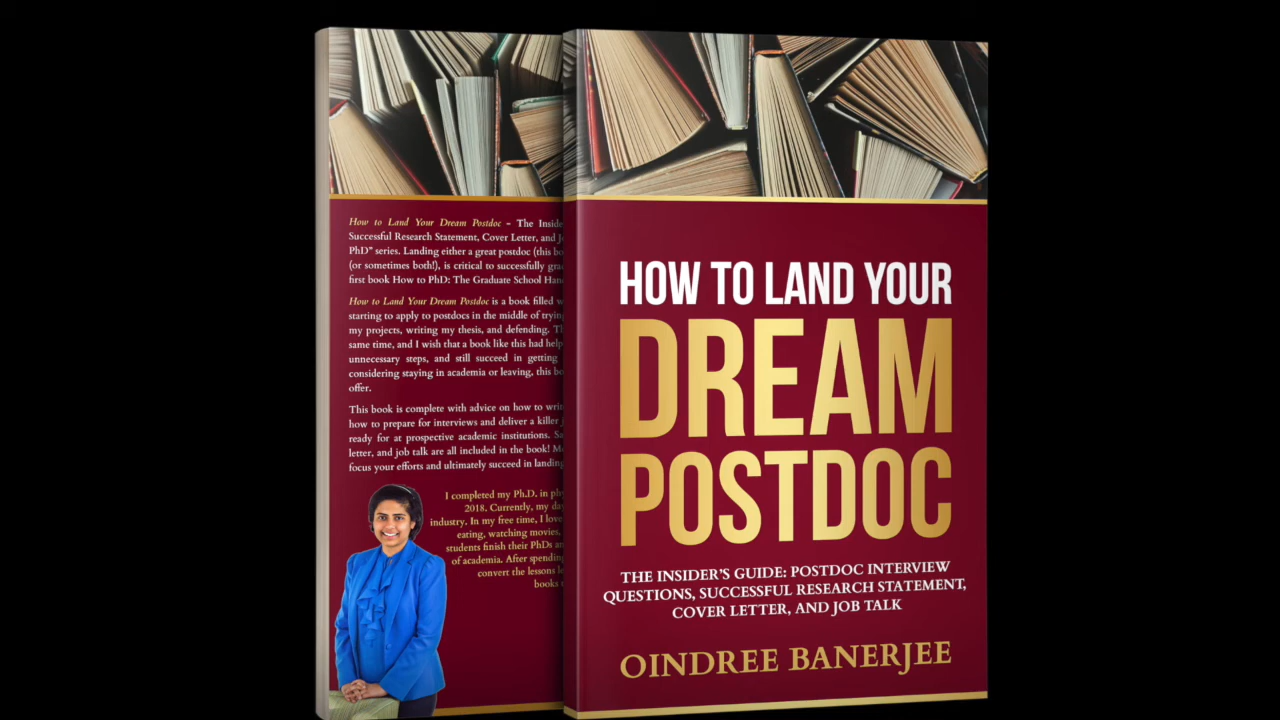 How to Land Your Dream Postdoc – The Inside
Successful Research Statement, Cover Letter, and J
PhD" series. Landing either a great postdoc (this bo
(or sometimes both!), is critical to successfully gra
first book How to PhD: The Graduate School Han
How to Land Your Dream Postdoc is a book filled w
starting to apply to postdocs in the middle of trying
my projects, writing my thesis, and defending. Th
same time, and I wish that a book like this had help
unnecessary steps, and still succeed in getting
considering staying in academia or leaving, this bo
offer.
This book is complete with advice on how to writ
how to prepare for interviews and deliver a killer j
ready for at prospective academic institutions. Sa
letter, and job talk are all included in the book! Mo
focus your efforts and ultimately succeed in landing
I completed my Ph.D. in phy
2018. Currently, my day
industry. In my free time, I love
eating, watching movies,
students finish their PhDs an
of academia. After spending
convert the lessons le
books
HOW TO LAND YOUR
DREAM
POSTDOC
THE INSIDER'S GUIDE: POSTDOC INTERVIEW
QUESTIONS, SUCCESSFUL RESEARCH STATEMENT,
COVER LETTER, AND JOB TALK
OINDREE BANERJEE